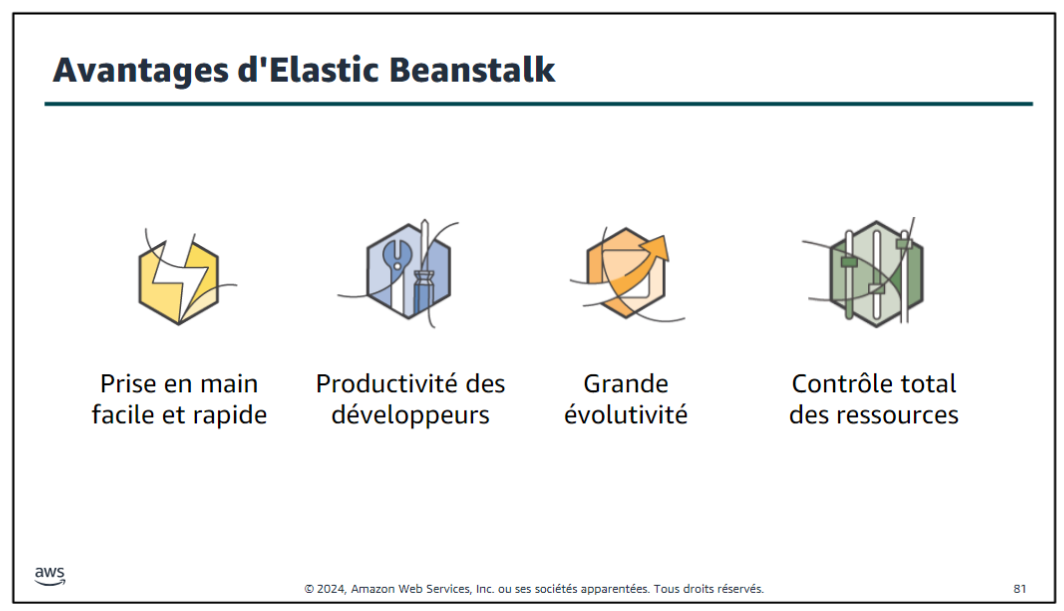 Avantages d'Elastic Beanstalk
Prise en main
facile et rapide
Productivité des
développeurs
Grande
évolutivité
Contrôle total
des ressources
aws
© 2024, Amazon Web Services, Inc. ou ses sociétés apparentées. Tous droits réservés.
81